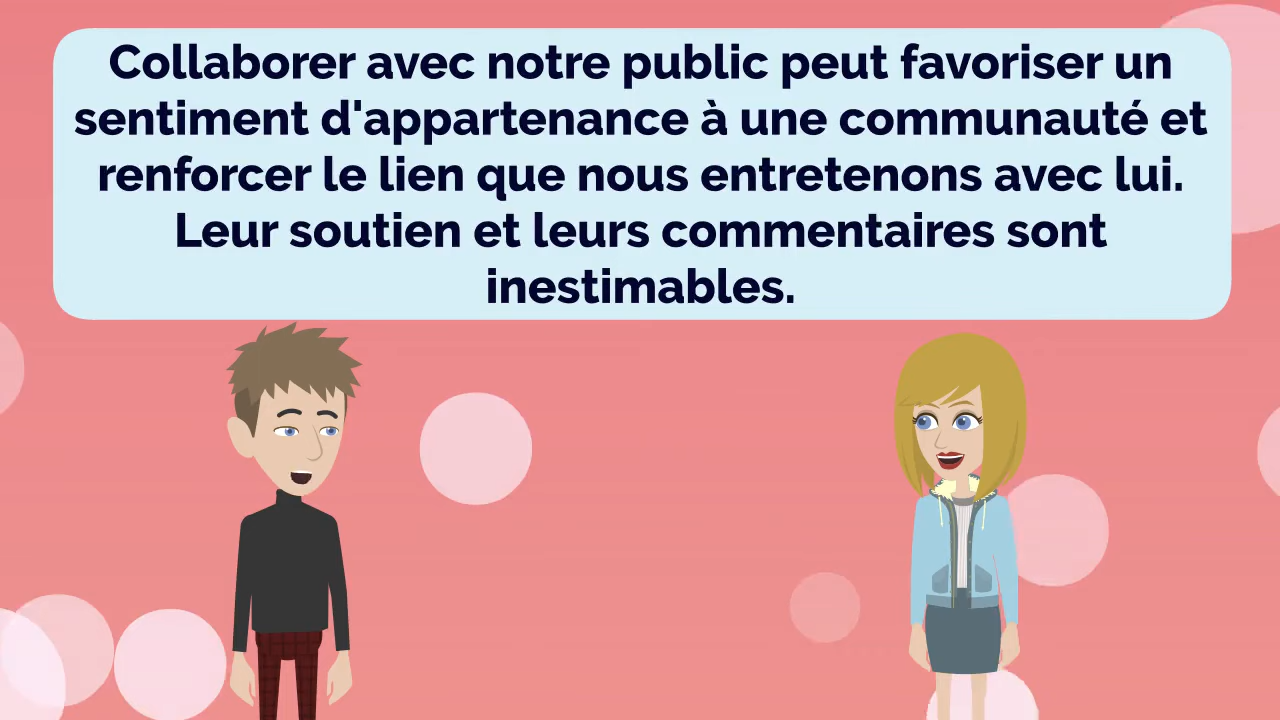 Collaborer avec notre public peut favoriser un
sentiment d'appartenance à une communauté et
renforcer le lien que nous entretenons avec lui.
Leur soutien et leurs commentaires sont
inestimables.